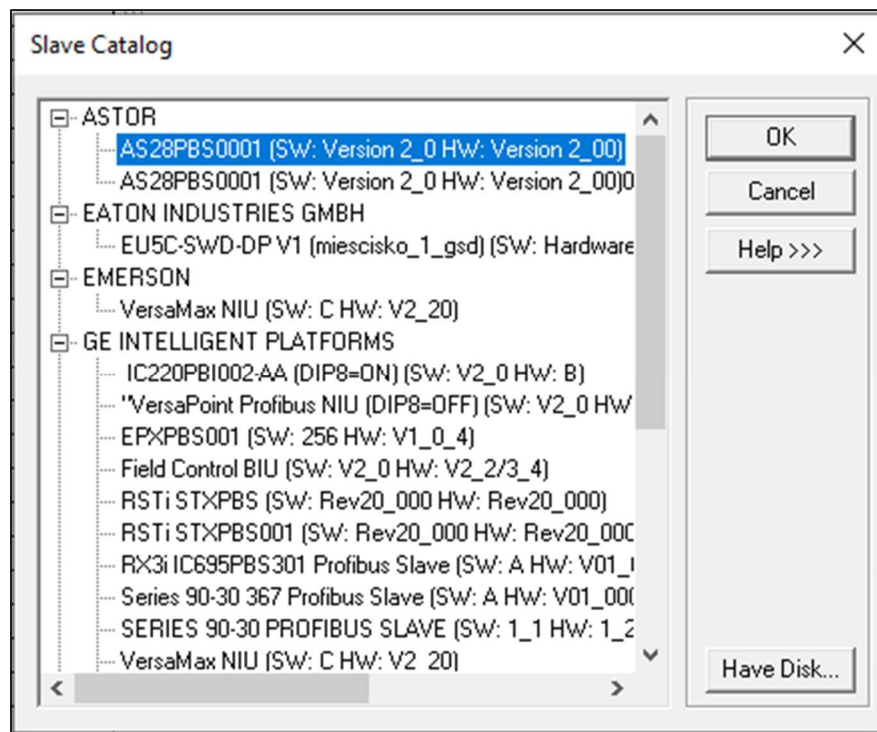 Slave Catalog
ASTOR
AS28PBS0001 (SW: Version 2_0 HW: Version 2_00)
AS28PBS0001 (SW: Version 2_0 HW: Version 2_00)0
EATON INDUSTRIES GMBH
EU5C-SWD-DP V1 (miescisko_1_gsd) (SW: Hardware
EMERSON
VersaMax NIU (SW: C HW: V2_20)
GE INTELLIGENT PLATFORMS
IC220PBI002-AA (DIP8=ON) (SW: V2_0 HW: B)
"VersaPoint Profibus NIU (DIP8=OFF) (SW: V2_0 HW
EPXPBS001 (SW: 256 HW: V1_0_4)
Field Control BIU (SW: V2_0 HW: V2_2/3_4)
RSTi STXPBS (SW: Rev20_000 HW: Rev20_000)
RSTi STXPBS001 (SW: Rev20_000 HW: Rev20_000
RX3i IC695PBS301 Profibus Slave (SW: A HW: V01_
Series 90-30 367 Profibus Slave (SW: A HW: V01_000
SERIES 90-30 PROFIBUS SLAVE (SW: 1_1 HW: 1_2
VersaMax NIU (SW: C HW: V2_20)
OK
Cancel
Help >>>
Have Disk...